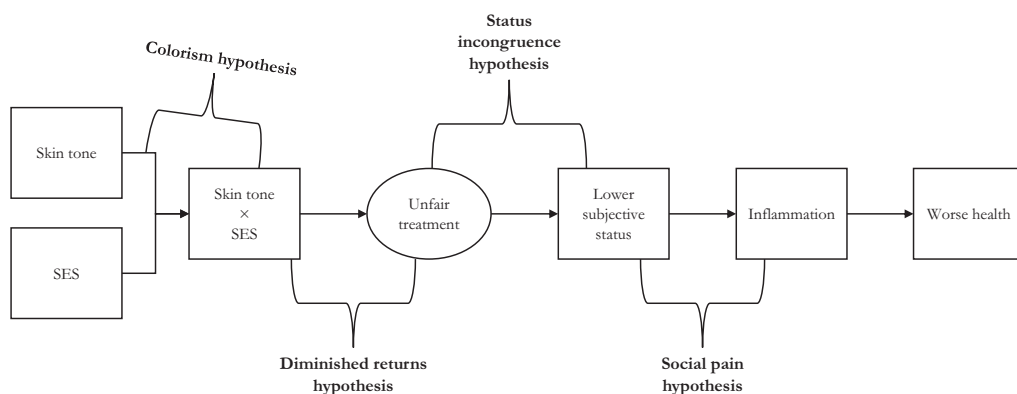 Status
incongruence
hypothesis
Colorism hypothesis
Skin tone
SES
Skin tone
×
SES
Unfair
treatment
Lower
subjective
status
Inflammation
Worse health
Diminished returns
hypothesis
Social pain
hypothesis